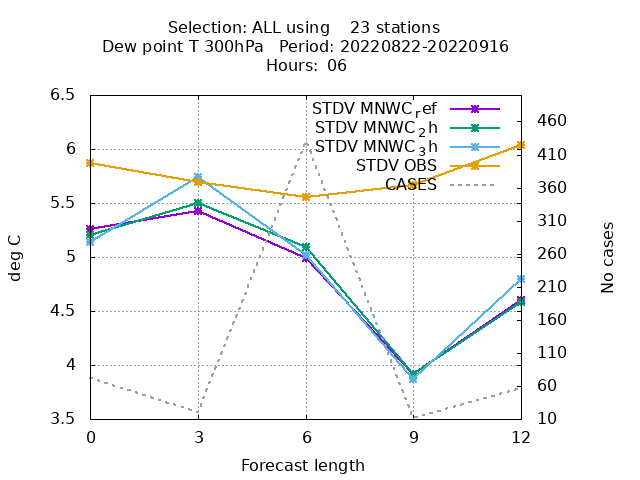 Selection: ALL using    23 stations
Dew point T 300hPa   Period: 20220822-20220916
Hours:  06
6.5
6
5.5
5
4.5
4
3.5
deg C
STDV MNWC_ref
STDV MNWC_2h
STDV MNWC_3h
STDV OBS
CASES
460
410
360
310
260
210
160
110
60
10
No cases
0 3 6 9 12
Forecast length